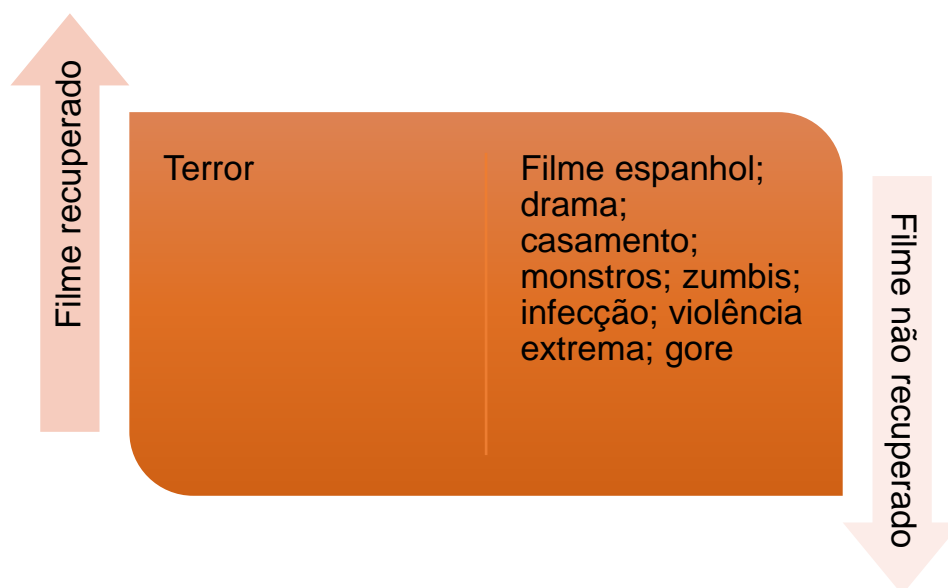 Filme recuperado
Terror
Filme espanhol;
drama;
casamento;
monstros; zumbis;
infecção; violência
extrema; gore
Filme não recuperado